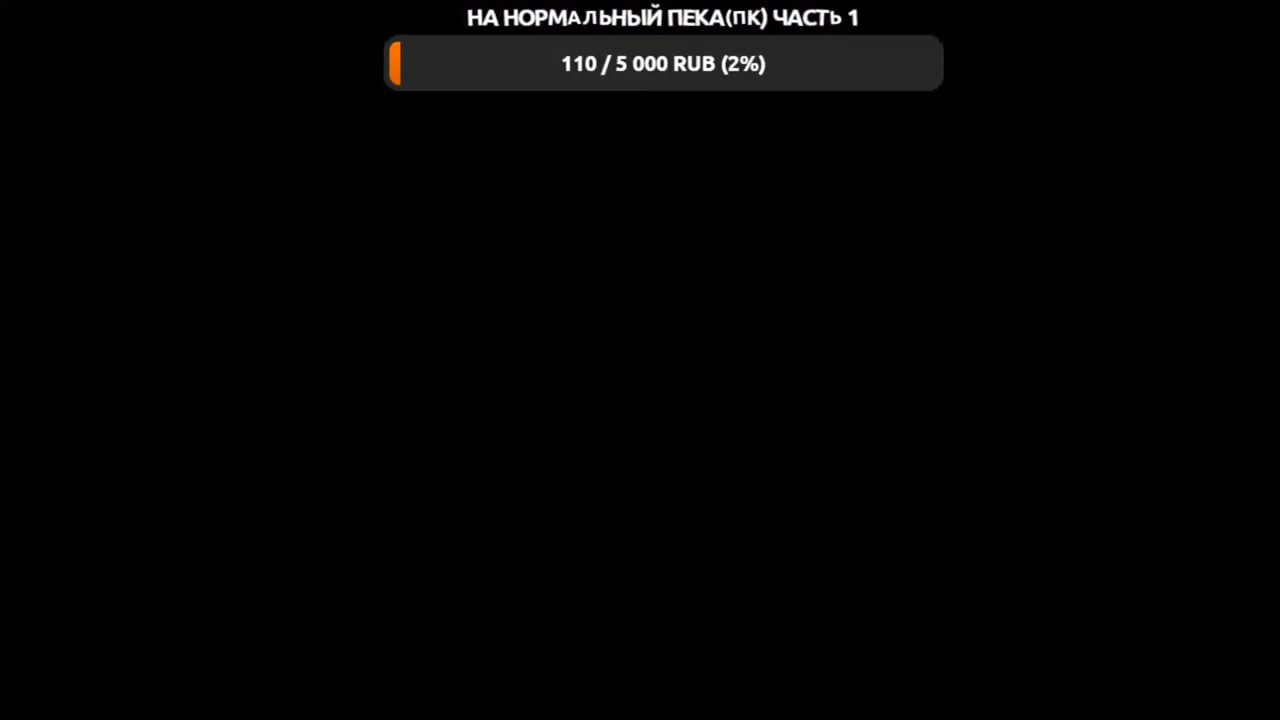 НА НОРМАЛЬНЫЙ ПЕКА(ПК) ЧАСТЬ 1
110 / 5 000 RUB (2%)